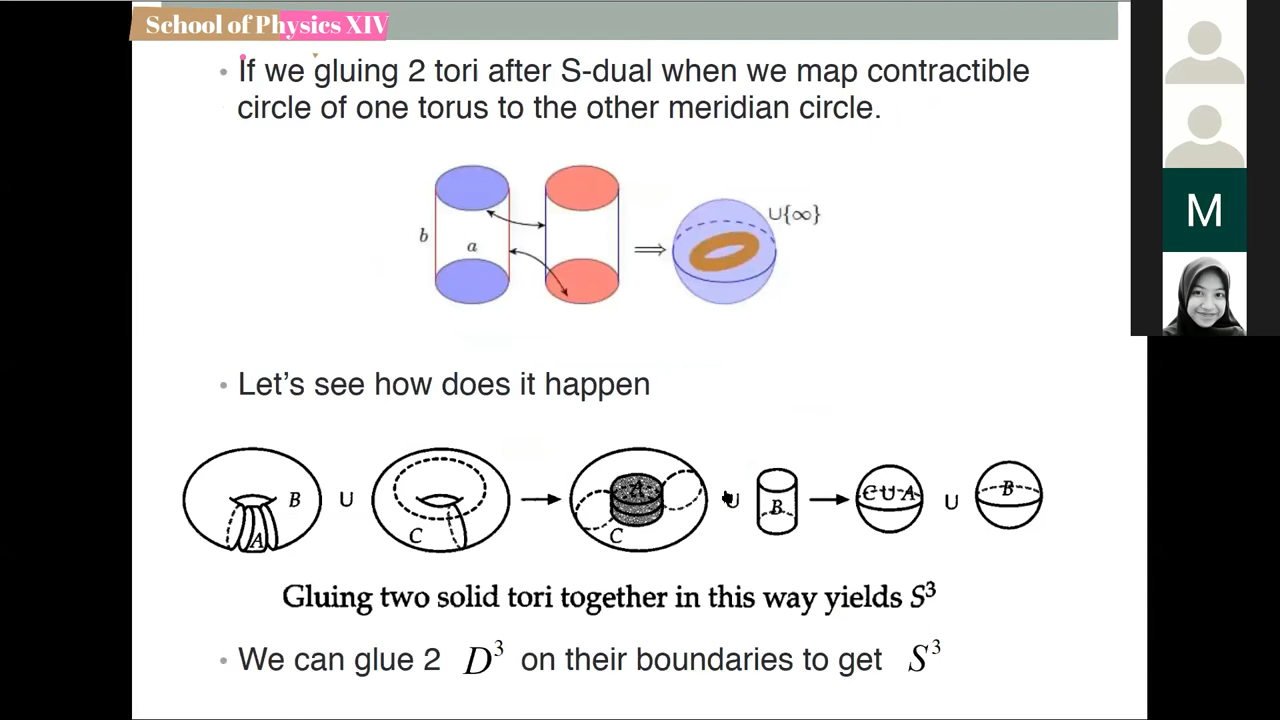 School of Physics XIV
• If we gluing 2 tori after S-dual when we map contractible
circle of one torus to the other meridian circle.
b
a
⟹
∪{∞}
M
• Let's see how does it happen
B
A
∪
C
→
A
C
∪
B
→
C∪A
∪
B
Gluing two solid tori together in this way yields S³
• We can glue 2 D³ on their boundaries to get S³